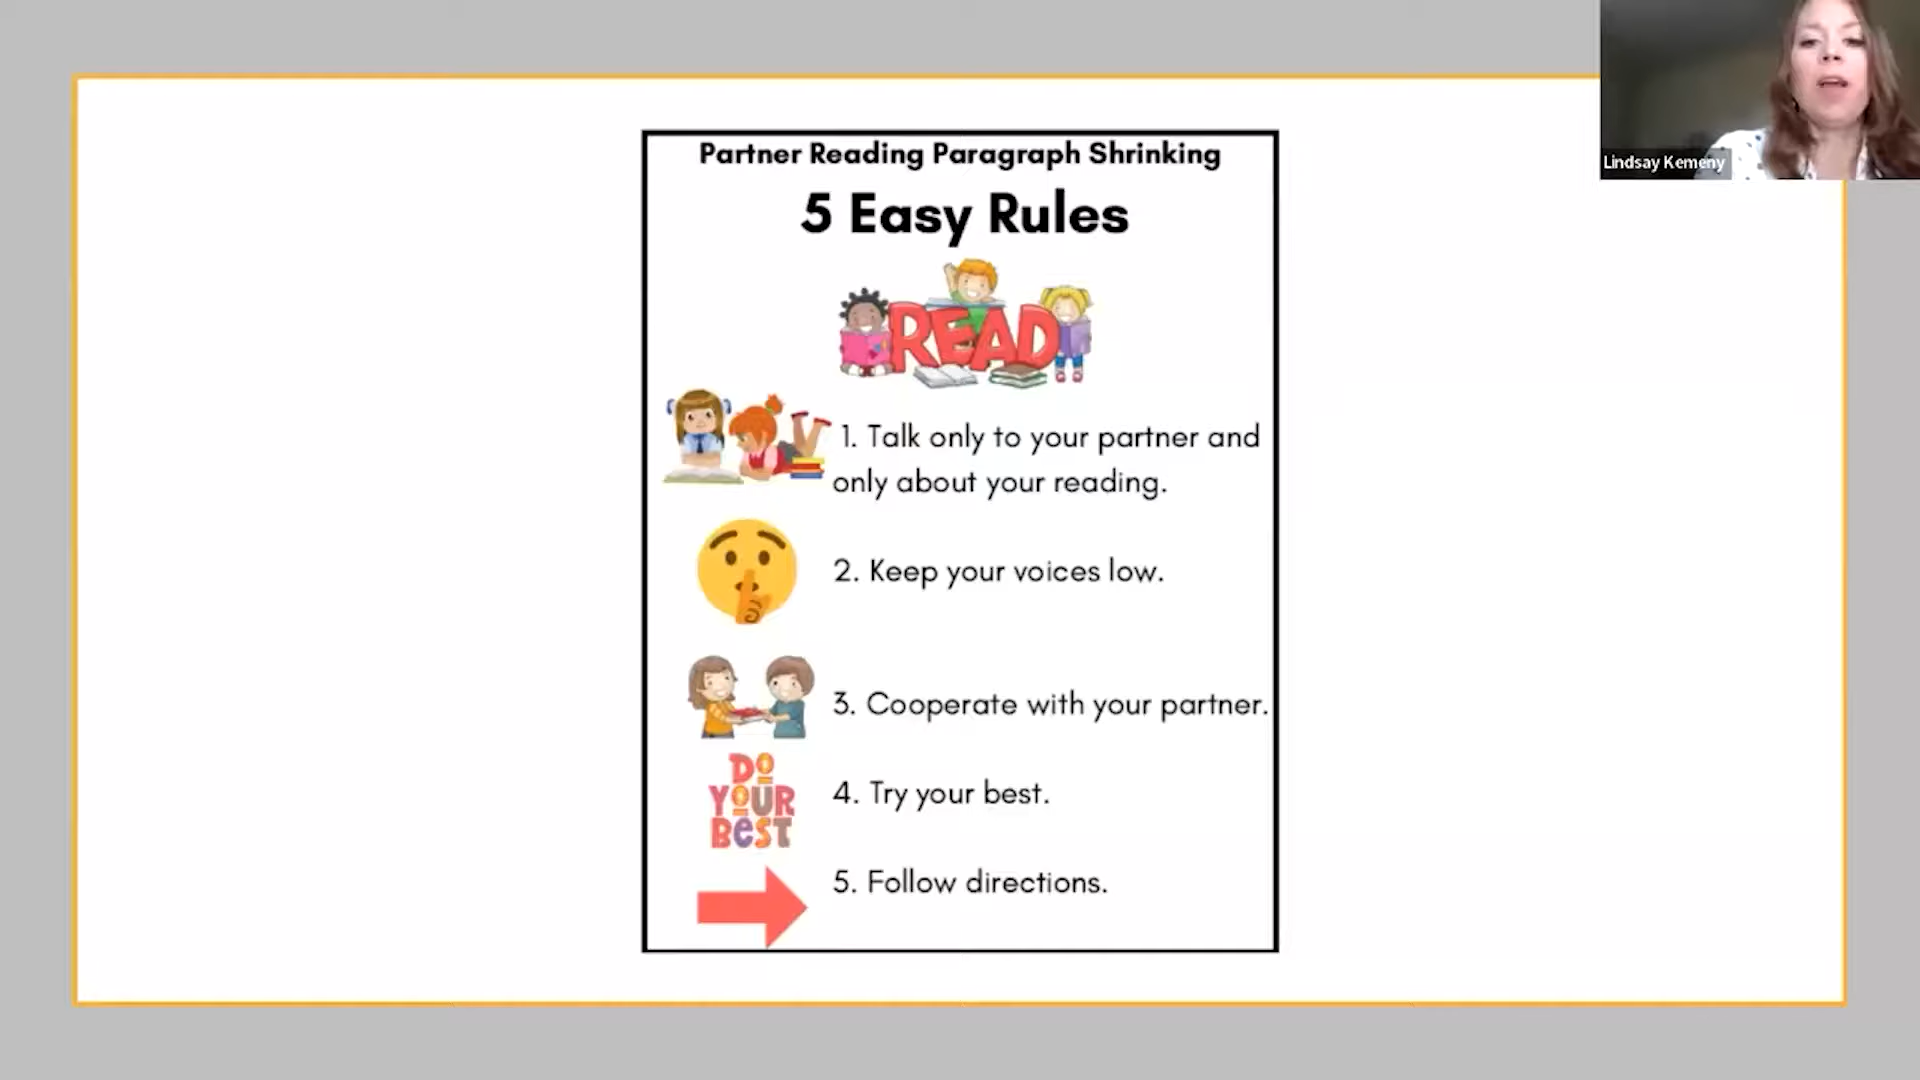 Lindsay Kemeny
Partner Reading Paragraph Shrinking
5 Easy Rules
READ
1. Talk only to your partner and
only about your reading.
2. Keep your voices low.
3. Cooperate with your partner.
DO
YOUR
BEST
4. Try your best.
5. Follow directions.